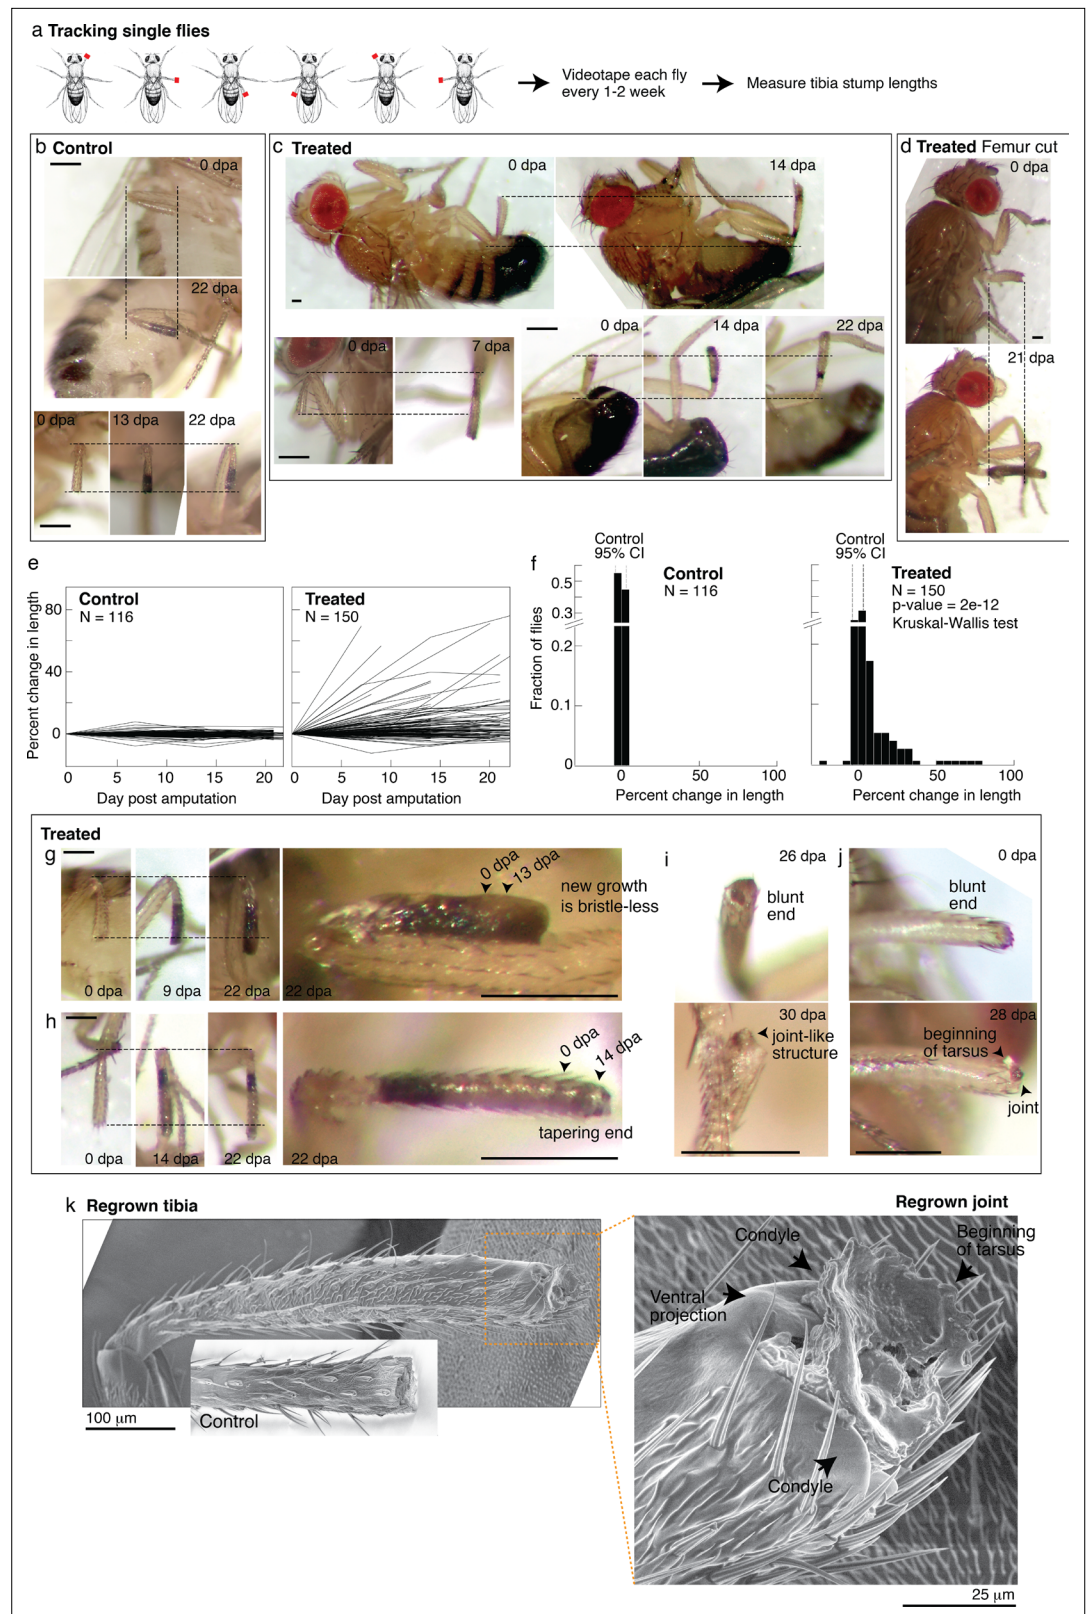 a Tracking single flies
Videotape each fly
every 1-2 week
Measure tibia stump lengths
b Control
0 dpa
22 dpa
0 dpa
13 dpa
22 dpa
c Treated
0 dpa
14 dpa
0 dpa
7 dpa
0 dpa
14 dpa
22 dpa
d Treated Femur cut
0 dpa
21 dpa
e
Percent change in length
80
40
0
Control
N = 116
0 5 10 15 20
Day post amputation
Treated
N = 150
0 5 10 15 20
Day post amputation
f
Fraction of flies
0.5
0.3
0.2
0.1
0
Control
95% CI
Control
N = 116
0 50 100
Percent change in length
Control
95% CI
Treated
N = 150
p-value = 2e-12
Kruskal-Wallis test
0 50 100
Percent change in length
Treated
g
0 dpa
9 dpa
22 dpa
22 dpa
0 dpa
13 dpa
new growth
is bristle-less
h
0 dpa
14 dpa
22 dpa
22 dpa
0 dpa
14 dpa
tapering end
i
26 dpa
blunt
end
30 dpa
joint-like
structure
j
0 dpa
blunt
end
28 dpa
beginning
of tarsus
joint
k Regrown tibia
Control
100 μm
Regrown joint
Condyle
Beginning
of tarsus
Ventral
projection
Condyle
25 μm